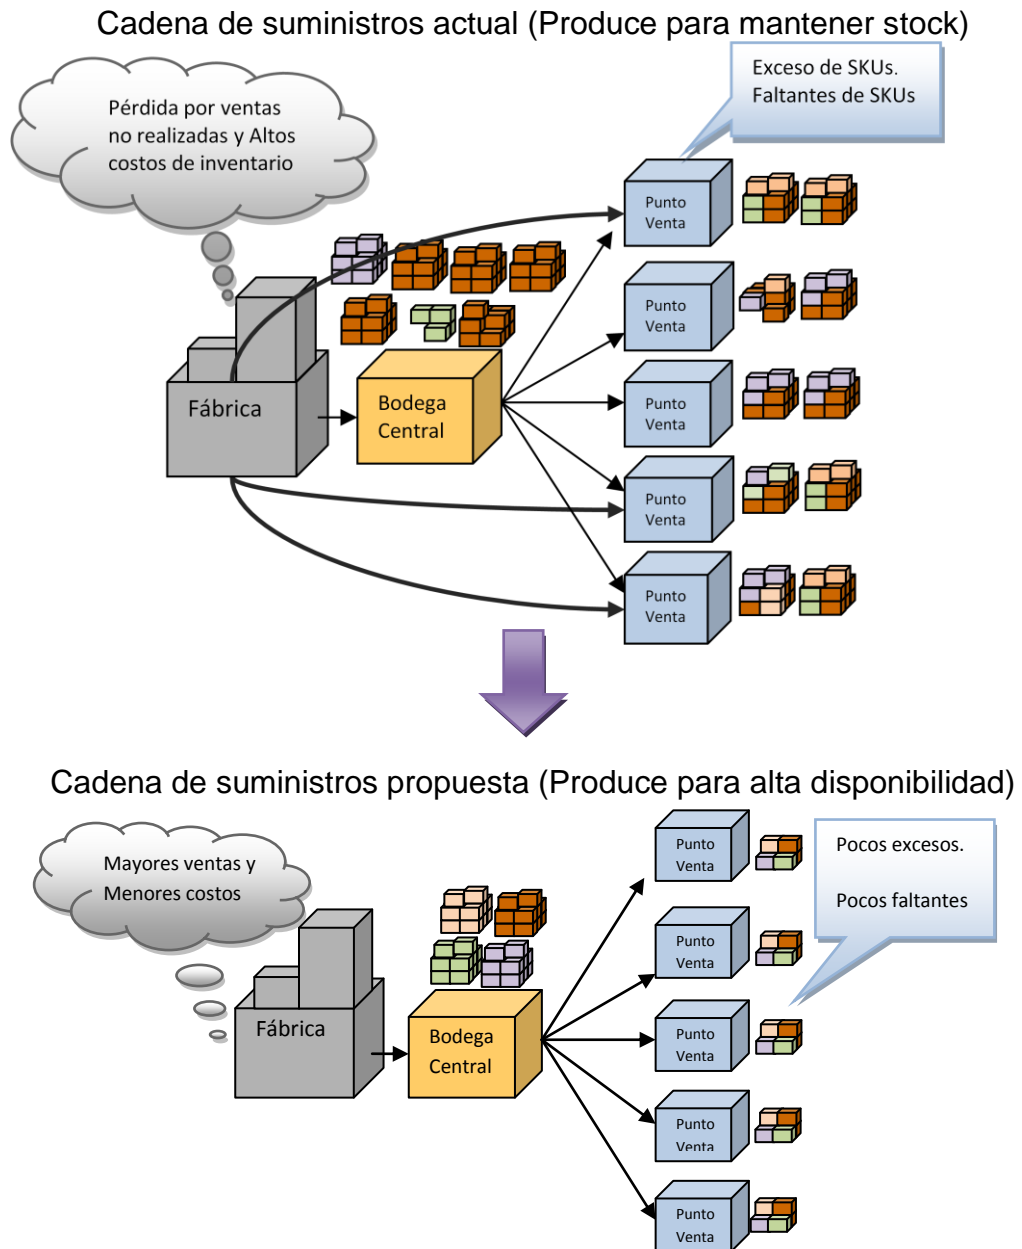 Cadena de suministros actual (Produce para mantener stock)
Exceso de SKUs.
Faltantes de SKUs
Pérdida por ventas
no realizadas y Altos
costos de inventario
Punto
Venta
Punto
Venta
Fábrica
Bodega
Central
Punto
Venta
Punto
Venta
Punto
Venta
Cadena de suministros propuesta (Produce para alta disponibilidad)
Mayores ventas y
Menores costos
Punto
Venta
Pocos excesos.
Pocos faltantes
Punto
Venta
Fábrica
Bodega
Central
Punto
Venta
Punto
Venta
Punto
Venta